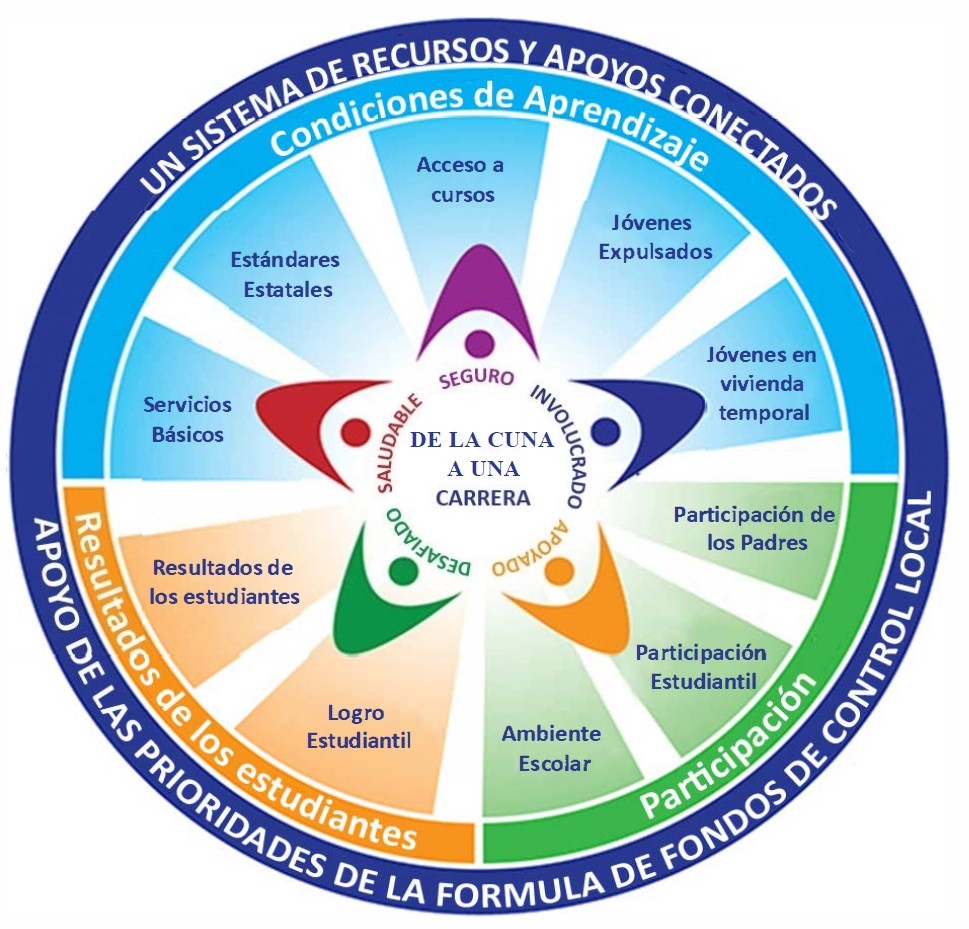 UN SISTEMA DE RECURSOS Y APOYOS CONECTADOS
Condiciones de Aprendizaje
Acceso a
cursos
Jóvenes
Expulsados
Estándares
Estatales
Jóvenes en
vivienda
temporal
Servicios
Básicos
SEGURO
INVOLUCRADO
SALUDABLE
DE LA CUNA
A UNA
CARRERA
DESAFIADO
APOYADO
Participación de
los Padres
Resultados de
los estudiantes
Participación
Estudiantil
Logro
Estudiantil
Ambiente
Escolar
Resultados de los estudiantes
Participación
APOYO DE LAS PRIORIDADES DE LA FORMULA DE FONDOS DE CONTROL LOCAL